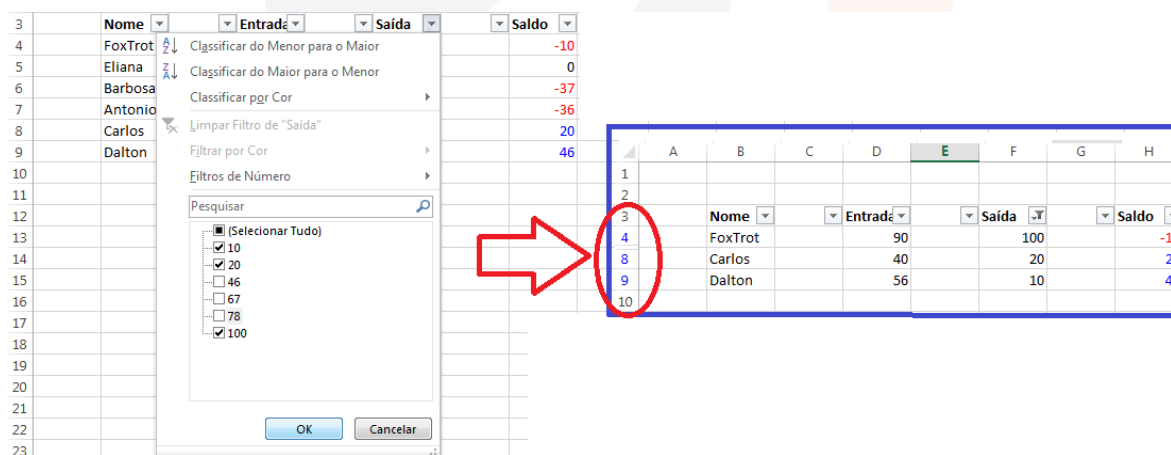 3 Nome Entrada Saída Saldo
4 FoxTrot -10
5 Eliana 0
6 Barbosa -37
7 Antonio -36
8 Carlos 20
9 Dalton 46
10
11
12
13
14
15
16
17
18
19
20
21
22
23
Classificar do Menor para o Maior
Classificar do Maior para o Menor
Classificar por Cor
Limpar Filtro de "Saída"
Filtrar por Cor
Filtros de Número
Pesquisar
(Selecionar Tudo)
10
20
46
67
78
100
OK Cancelar
A B C D E F G H
1
2
3 Nome Entrada Saída Saldo
4 FoxTrot 90 100 -1
8 Carlos 40 20 2
9 Dalton 56 10 4
10